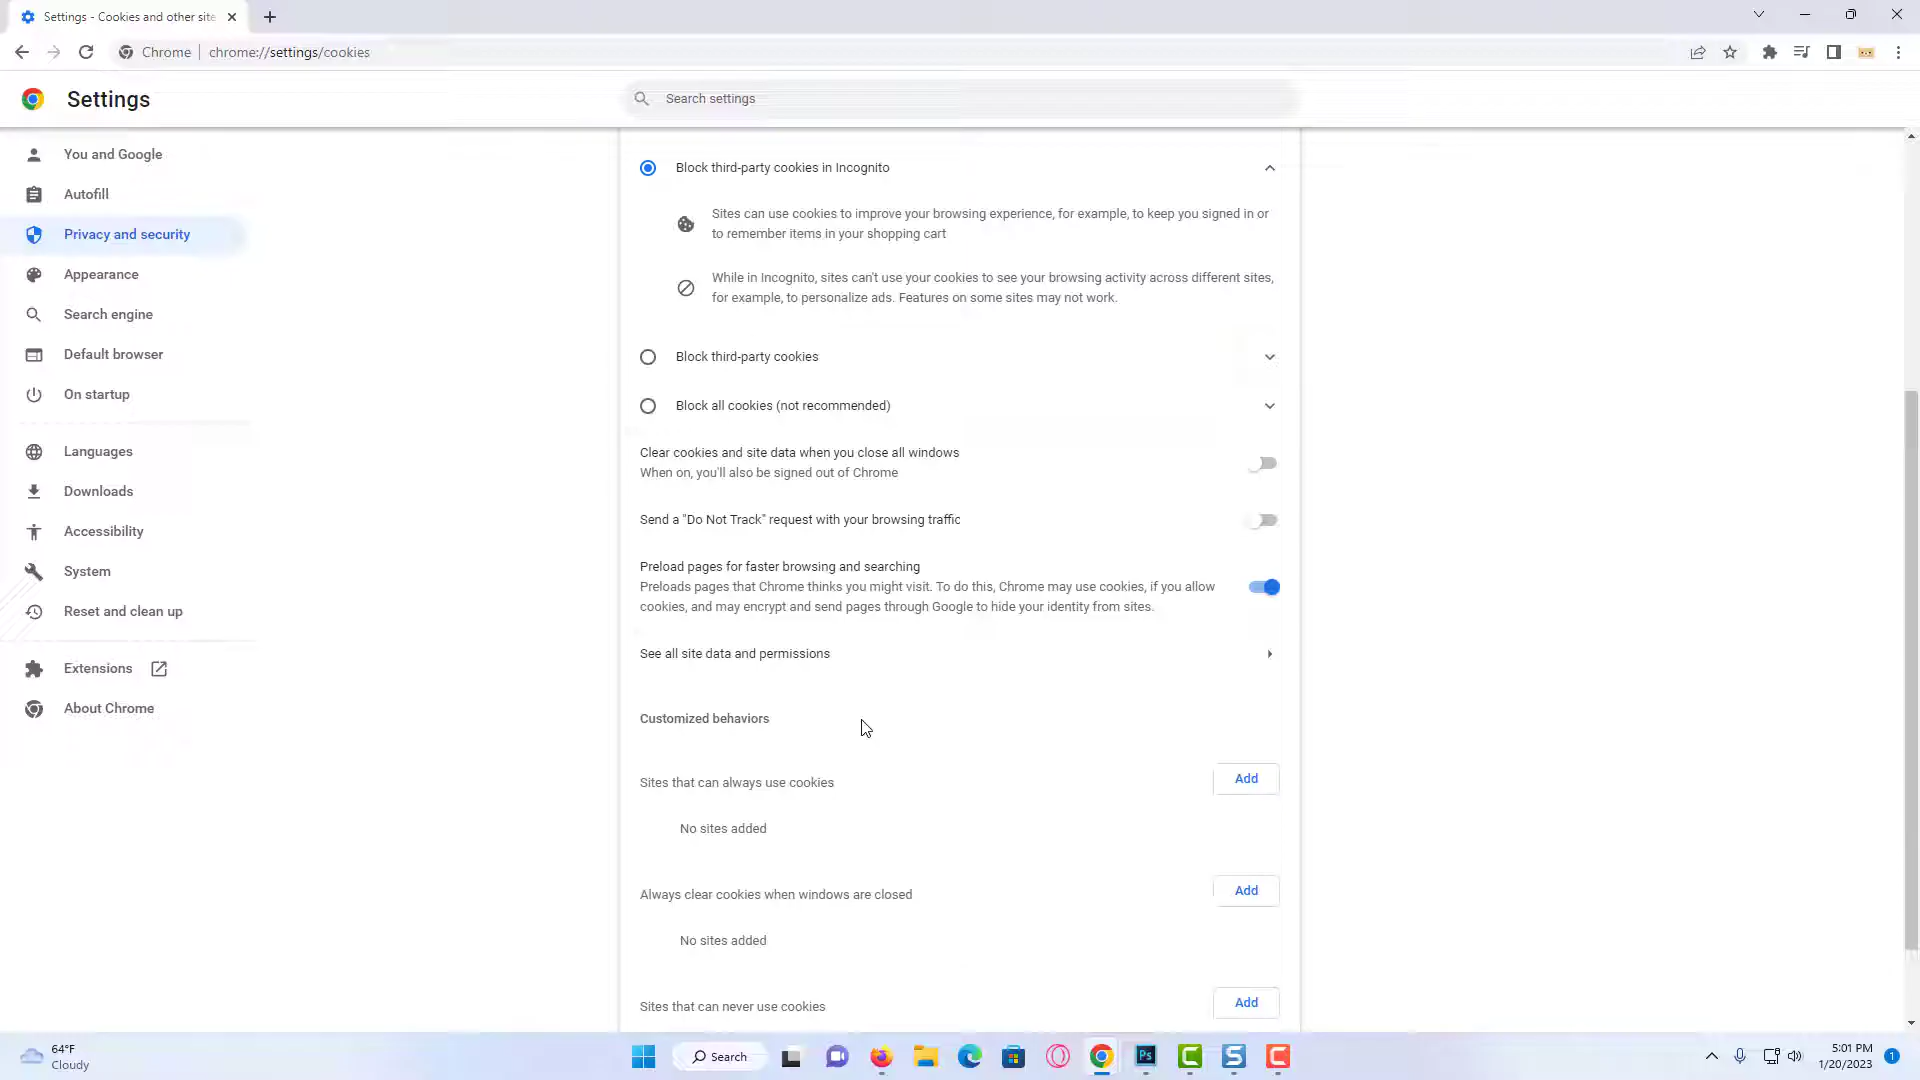 Settings - Cookies and other site
Chrome | chrome://settings/cookies
Settings
Search settings
You and Google
Autofill
Privacy and security
Appearance
Search engine
Default browser
On startup
Languages
Downloads
Accessibility
System
Reset and clean up
Extensions
About Chrome
Block third-party cookies in Incognito
Sites can use cookies to improve your browsing experience, for example, to keep you signed in or
to remember items in your shopping cart
While in Incognito, sites can't use your cookies to see your browsing activity across different sites,
for example, to personalize ads. Features on some sites may not work.
Block third-party cookies
Block all cookies (not recommended)
Clear cookies and site data when you close all windows
When on, you'll also be signed out of Chrome
Send a "Do Not Track" request with your browsing traffic
Preload pages for faster browsing and searching
Preloads pages that Chrome thinks you might visit. To do this, Chrome may use cookies, if you allow
cookies, and may encrypt and send pages through Google to hide your identity from sites.
See all site data and permissions
Customized behaviors
Sites that can always use cookies
Add
No sites added
Always clear cookies when windows are closed
Add
No sites added
Sites that can never use cookies
Add
64°F
Cloudy
Search
Ps
C
S
C
5:01 PM
1/20/2023
1